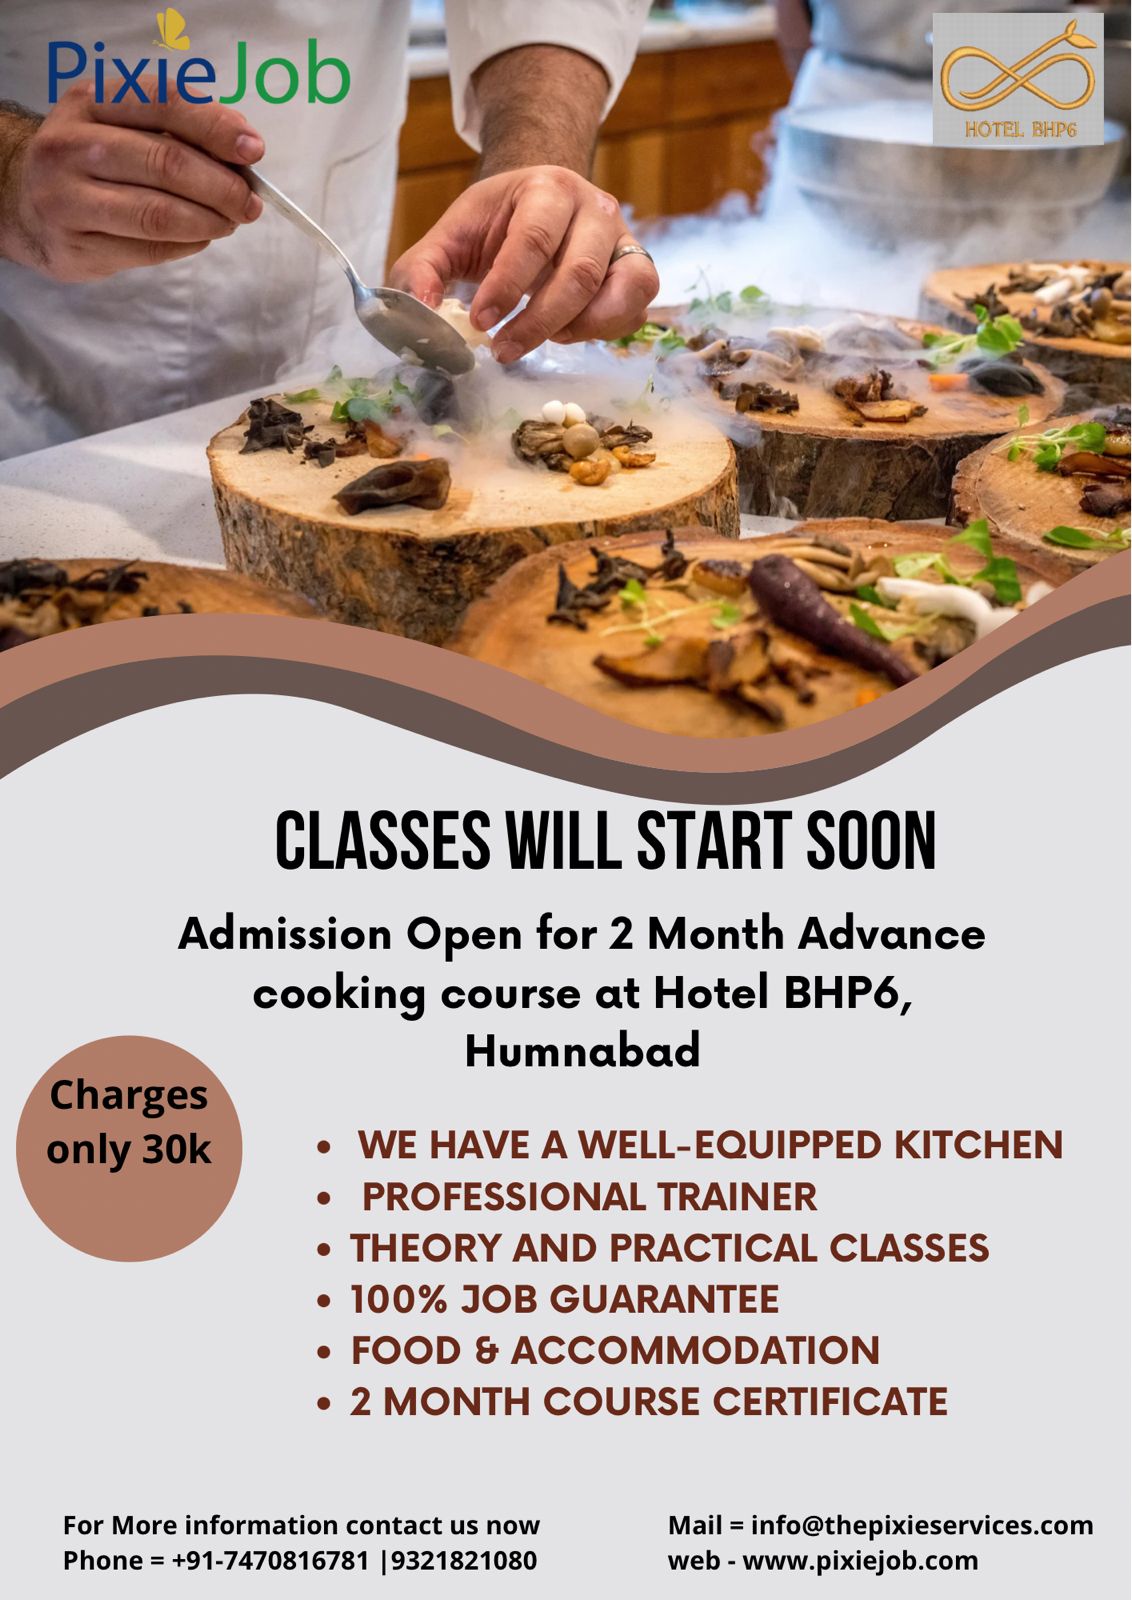 PixieJob
HOTEL BHP6
CLASSES WILL START SOON
Admission Open for 2 Month Advance
cooking course at Hotel BHP6,
Humnabad
Charges
only 30k
• WE HAVE A WELL-EQUIPPED KITCHEN
• PROFESSIONAL TRAINER
• THEORY AND PRACTICAL CLASSES
• 100% JOB GUARANTEE
• FOOD & ACCOMMODATION
• 2 MONTH COURSE CERTIFICATE
For More information contact us now
Phone = +91-7470816781 |9321821080
Mail = info@thepixieservices.com
web - www.pixiejob.com